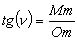 tg(ν) = Mm / Om